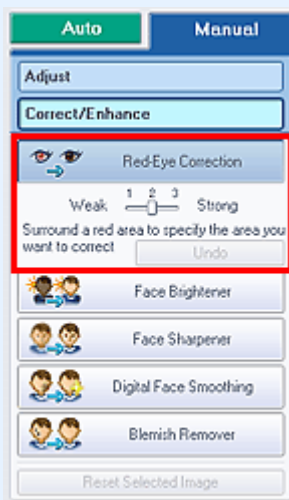 Auto Manual
Adjust
Correct/Enhance
Red-Eye Correction
1 2 3
Weak Strong
Surround a red area to specify the area you
want to correct Undo
Face Brightener
Face Sharpener
Digital Face Smoothing
Blemish Remover
Reset Selected Image